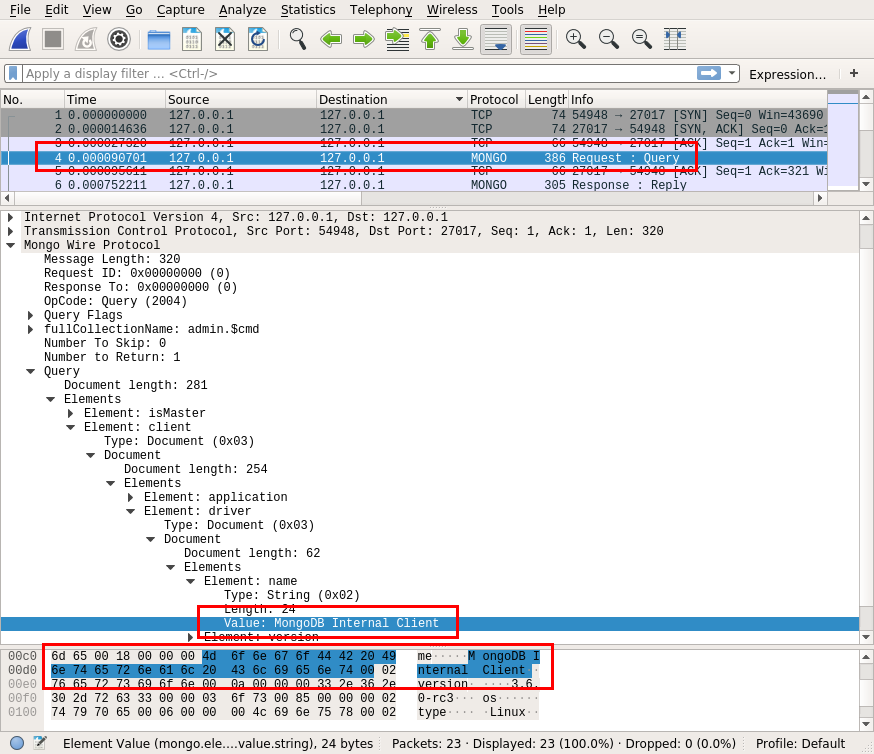 File Edit View Go Capture Analyze Statistics Telephony Wireless Tools Help
Apply a display filter ... <Ctrl-/> Expression... +
No. Time Source Destination Protocol Length Info
1 0.000000000 127.0.0.1 127.0.0.1 TCP 74 54948 → 27017 [SYN] Seq=0 Win=43690
2 0.000014636 127.0.0.1 127.0.0.1 TCP 74 27017 → 54948 [SYN, ACK] Seq=0 Ack=1
3 0.000027320 127.0.0.1 127.0.0.1 TCP 66 54948 → 27017 [ACK] Seq=1 Ack=1 Win=
4 0.000090701 127.0.0.1 127.0.0.1 MONGO 386 Request : Query
5 127.0.0.1 127.0.0.1 TCP 66 27017 → 54948 [ACK] Seq=1 Ack=321 Wi
6 0.000752211 127.0.0.1 127.0.0.1 MONGO 305 Response : Reply
Internet Protocol Version 4, Src: 127.0.0.1, Dst: 127.0.0.1
Transmission Control Protocol, Src Port: 54948, Dst Port: 27017, Seq: 1, Ack: 1, Len: 320
Mongo Wire Protocol
Message Length: 320
Request ID: 0x00000000 (0)
Response To: 0x00000000 (0)
OpCode: Query (2004)
Query Flags
fullCollectionName: admin.$cmd
Number To Skip: 0
Number to Return: 1
Query
Document length: 281
Elements
Element: isMaster
Element: client
Type: Document (0x03)
Document
Document length: 254
Elements
Element: application
Element: driver
Type: Document (0x03)
Document
Document length: 62
Elements
Element: name
Type: String (0x02)
Length: 24
Value: MongoDB Internal Client
Element: version
00c0 6d 65 00 18 00 00 00 4d 6f 6e 67 6f 44 42 20 49 me·····M ongoDB I
00d0 6e 74 65 72 6e 61 6c 20 43 6c 69 65 6e 74 00 02 nternal Client··
00e0 76 65 72 73 69 6f 6e 00 0a 00 00 00 33 2e 36 2e version· ····3.6.
00f0 30 2d 72 63 33 00 00 03 6f 73 00 85 00 00 00 02 0-rc3··· os······
0100 74 79 70 65 00 06 00 00 00 4c 69 6e 75 78 00 02 type···· ·Linux··
Element Value (mongo.ele....value.string), 24 bytes Packets: 23 · Displayed: 23 (100.0%) · Dropped: 0 (0.0%) Profile: Default